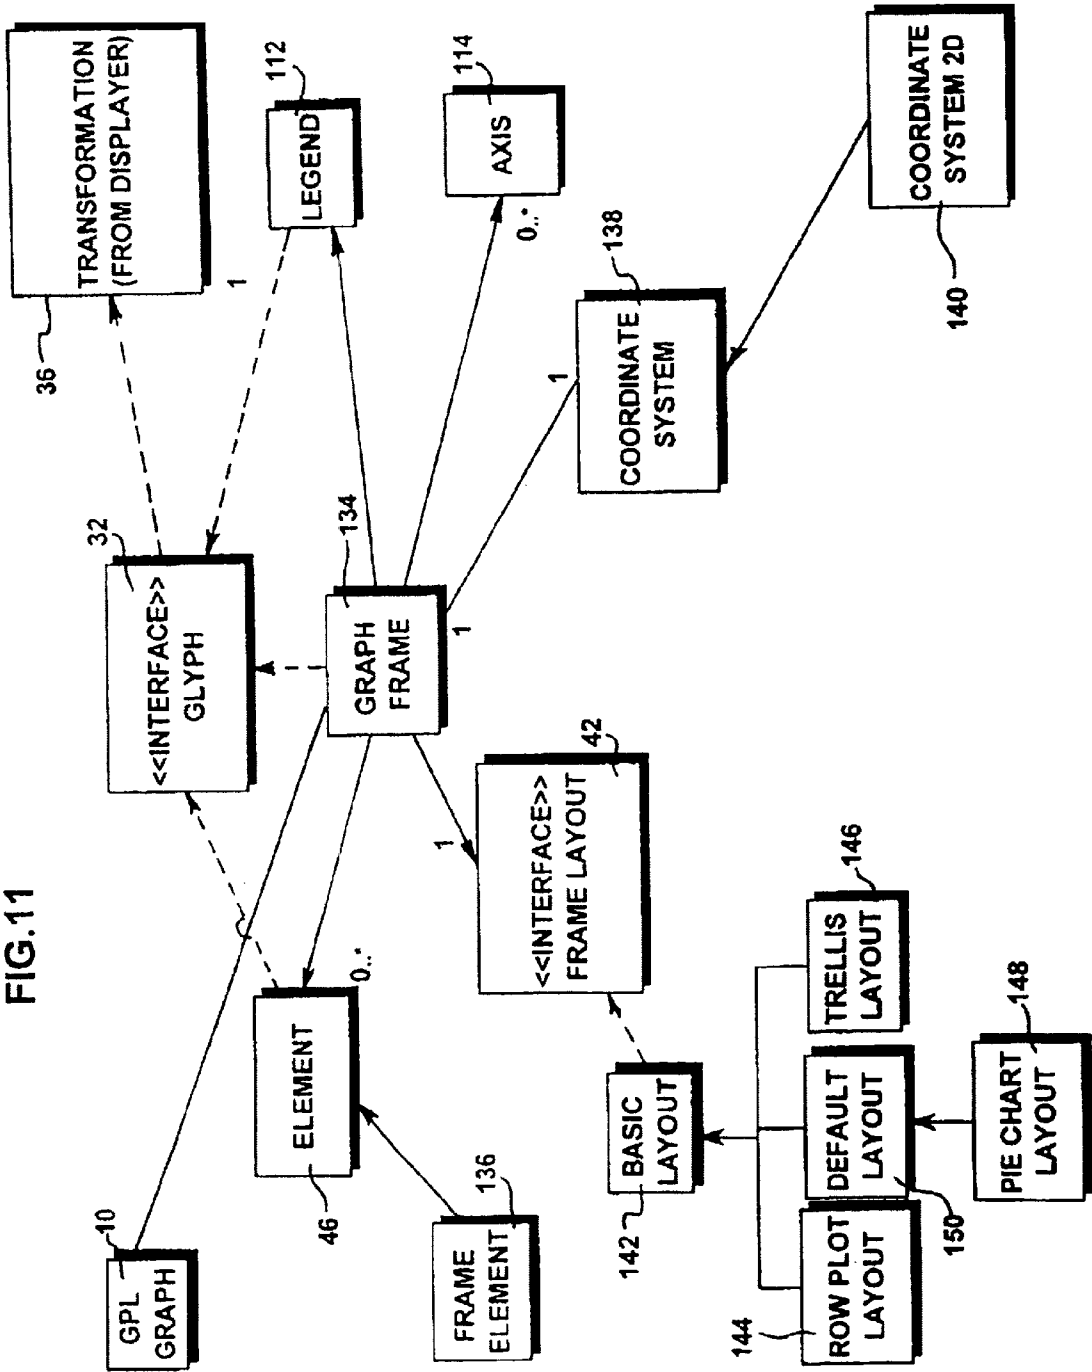 FIG.11
10
GPL
GRAPH
32
<<INTERFACE>>
GLYPH
36
TRANSFORMATION
(FROM DISPLAYER)
1
46
ELEMENT
0..*
134
GRAPH
FRAME
1
112
LEGEND
114
AXIS
0..*
136
FRAME
ELEMENT
42
<<INTERFACE>>
FRAME LAYOUT
1
138
COORDINATE
SYSTEM
1
140
COORDINATE
SYSTEM 2D
142
BASIC
LAYOUT
144
ROW PLOT
LAYOUT
150
DEFAULT
LAYOUT
146
TRELLIS
LAYOUT
148
PIE CHART
LAYOUT